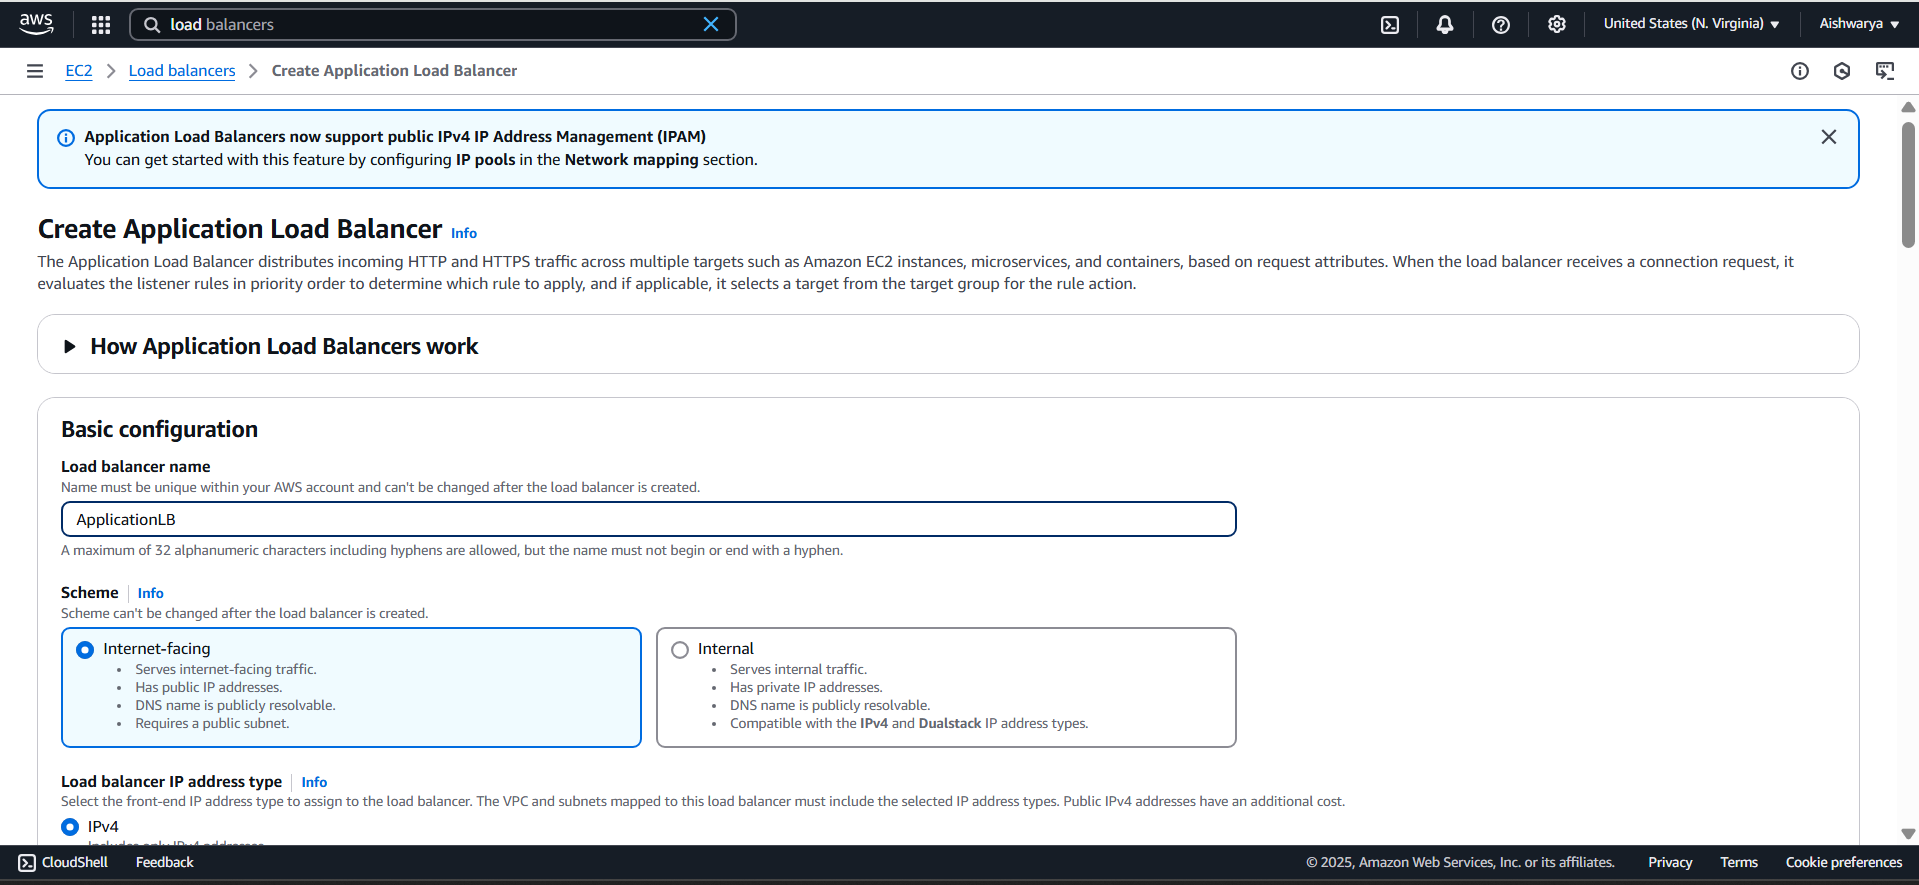 aws
load balancers
United States (N. Virginia)
Aishwarya
EC2 > Load balancers > Create Application Load Balancer
Application Load Balancers now support public IPv4 IP Address Management (IPAM)
You can get started with this feature by configuring IP pools in the Network mapping section.
Create Application Load Balancer Info
The Application Load Balancer distributes incoming HTTP and HTTPS traffic across multiple targets such as Amazon EC2 instances, microservices, and containers, based on request attributes. When the load balancer receives a connection request, it
evaluates the listener rules in priority order to determine which rule to apply, and if applicable, it selects a target from the target group for the rule action.
How Application Load Balancers work
Basic configuration
Load balancer name
Name must be unique within your AWS account and can't be changed after the load balancer is created.
ApplicationLB
A maximum of 32 alphanumeric characters including hyphens are allowed, but the name must not begin or end with a hyphen.
Scheme Info
Scheme can't be changed after the load balancer is created.
Internet-facing
• Serves internet-facing traffic.
• Has public IP addresses.
• DNS name is publicly resolvable.
• Requires a public subnet.
Internal
• Serves internal traffic.
• Has private IP addresses.
• DNS name is publicly resolvable.
• Compatible with the IPv4 and Dualstack IP address types.
Load balancer IP address type Info
Select the front-end IP address type to assign to the load balancer. The VPC and subnets mapped to this load balancer must include the selected IP address types. Public IPv4 addresses have an additional cost.
IPv4
Includes only IPv4 addresses.
CloudShell Feedback © 2025, Amazon Web Services, Inc. or its affiliates. Privacy Terms Cookie preferences